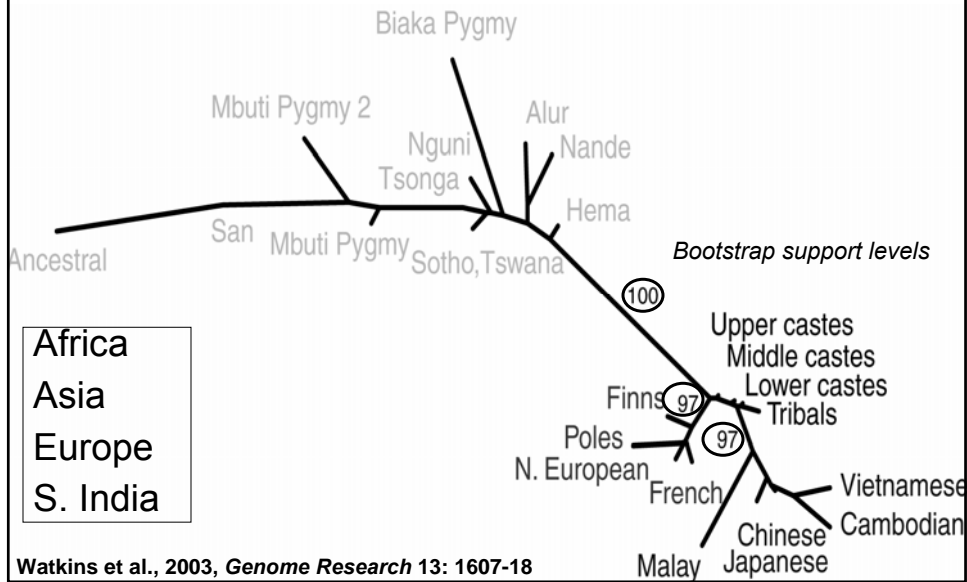 Biaka Pygmy
Mbuti Pygmy 2
Alur
Nguni
Nande
Tsonga
Hema
San
Mbuti Pygmy
Ancestral
Sotho,Tswana
Bootstrap support levels
100
Upper castes
Middle castes
Lower castes
Tribals
Africa
Asia
Europe
S. India
Finns
97
Poles
97
N. European
French
Vietnamese
Cambodian
Chinese
Japanese
Malay
Watkins et al., 2003, Genome Research 13: 1607-18